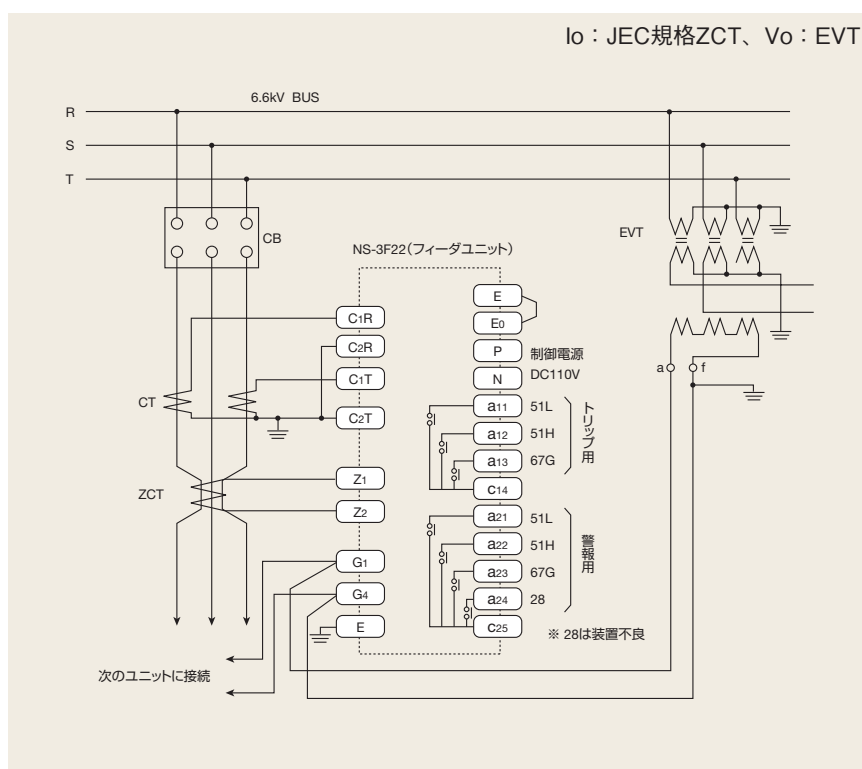 Io：JEC規格ZCT、Vo：EVT
6.6kV BUS
R
S
T
CB
EVT
NS-3F22（フィーダユニット）
C1R
C2R
C1T
C2T
CT
ZCT
Z1
Z2
G1
G4
E
E
E0
P
N
制御電源
DC110V
a11 51L
a12 51H
a13 67G
c14
トリップ用
a21 51L
a22 51H
a23 67G
a24 28
c25
警報用
※ 28は装置不良
a
f
次のユニットに接続